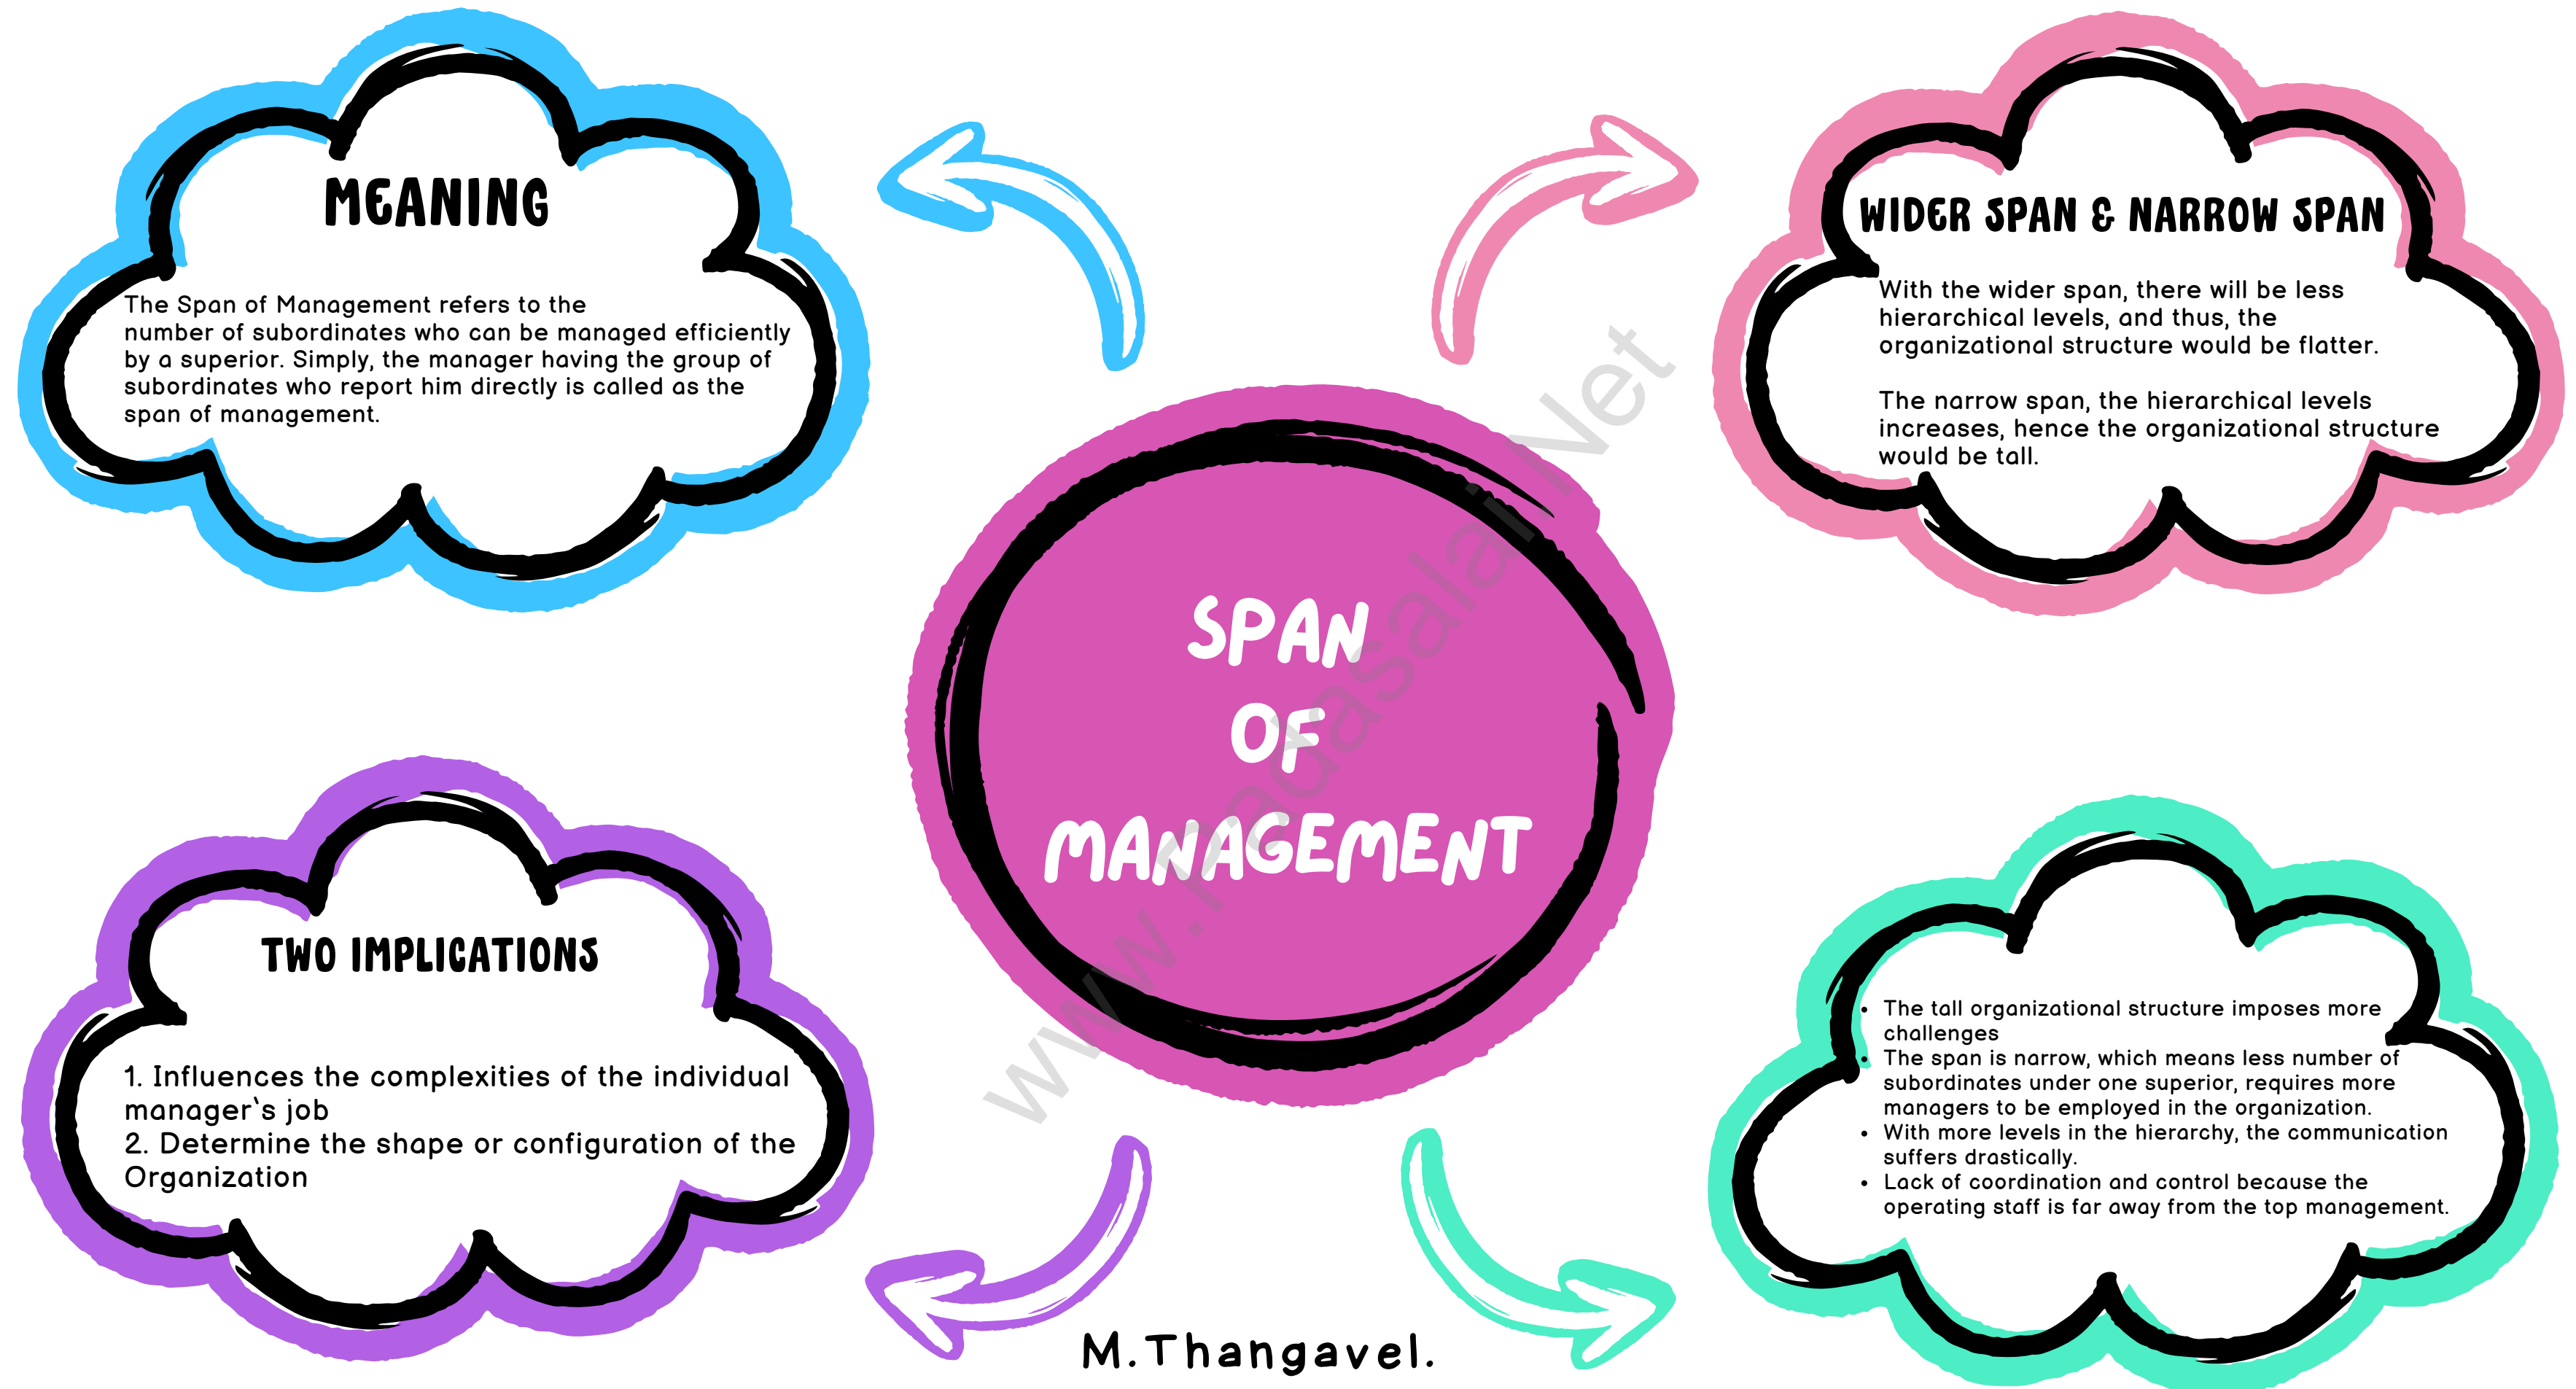 MEANING
The Span of Management refers to the
number of subordinates who can be managed efficiently
by a superior. Simply, the manager having the group of
subordinates who report him directly is called as the
span of management.
WIDER SPAN & NARROW SPAN
With the wider span, there will be less
hierarchical levels, and thus, the
organizational structure would be flatter.
The narrow span, the hierarchical levels
increases, hence the organizational structure
would be tall.
SPAN
OF
MANAGEMENT
www.Padasalai.Net
TWO IMPLICATIONS
1. Influences the complexities of the individual
manager`s job
2. Determine the shape or configuration of the
Organization
• The tall organizational structure imposes more
challenges
• The span is narrow, which means less number of
subordinates under one superior, requires more
managers to be employed in the organization.
• With more levels in the hierarchy, the communication
suffers drastically.
• Lack of coordination and control because the
operating staff is far away from the top management.
M.Thangavel.